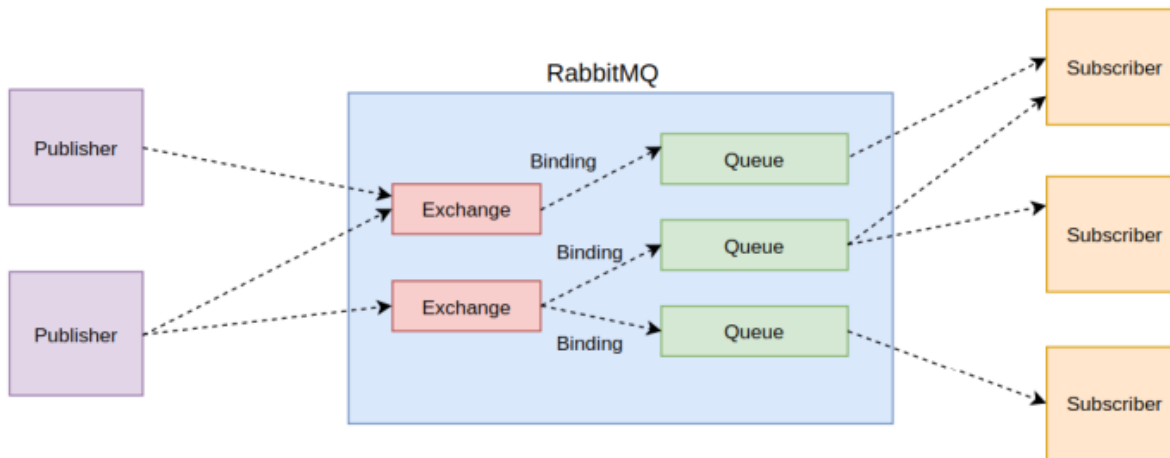 RabbitMQ
Publisher
Publisher
Exchange
Exchange
Binding
Binding
Binding
Queue
Queue
Queue
Subscriber
Subscriber
Subscriber